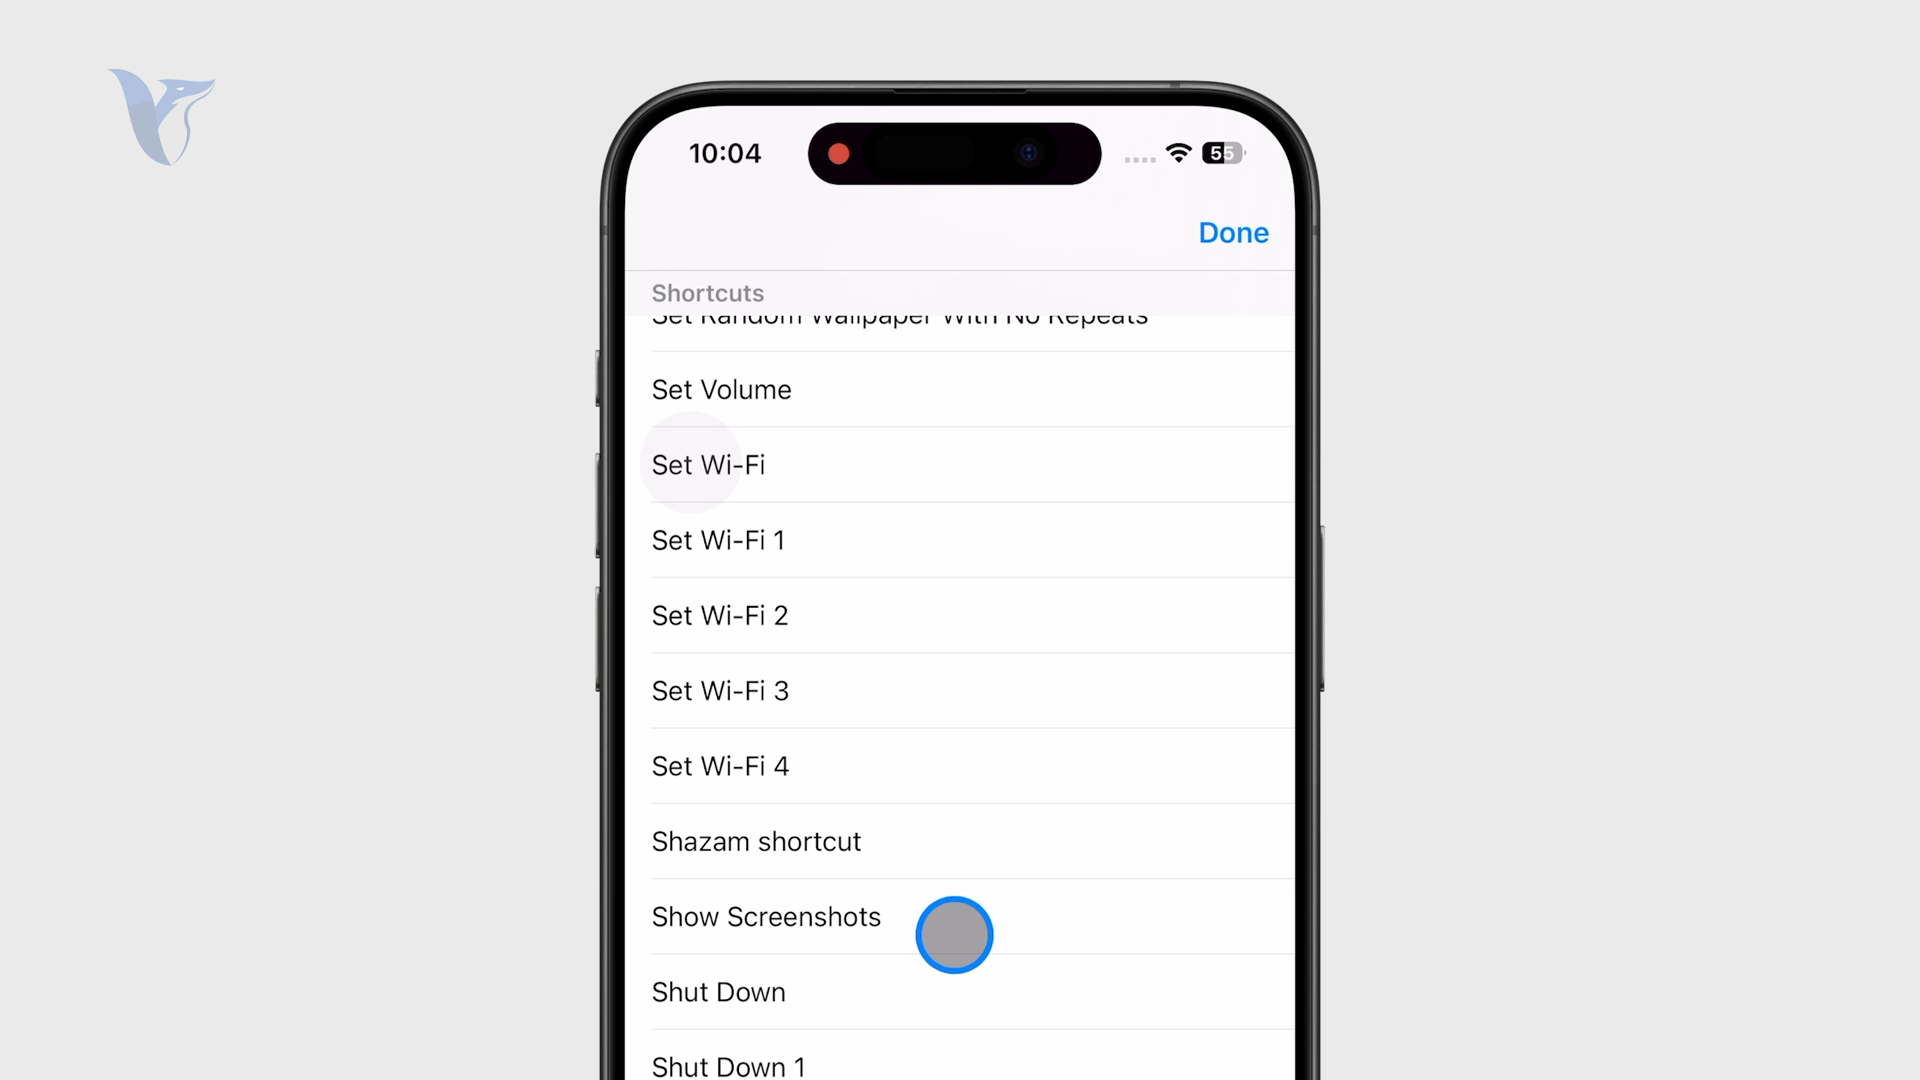 10:04
55
Done
Shortcuts
Set Random Wallpaper With No Repeats
Set Volume
Set Wi-Fi
Set Wi-Fi 1
Set Wi-Fi 2
Set Wi-Fi 3
Set Wi-Fi 4
Shazam shortcut
Show Screenshots
Shut Down
Shut Down 1